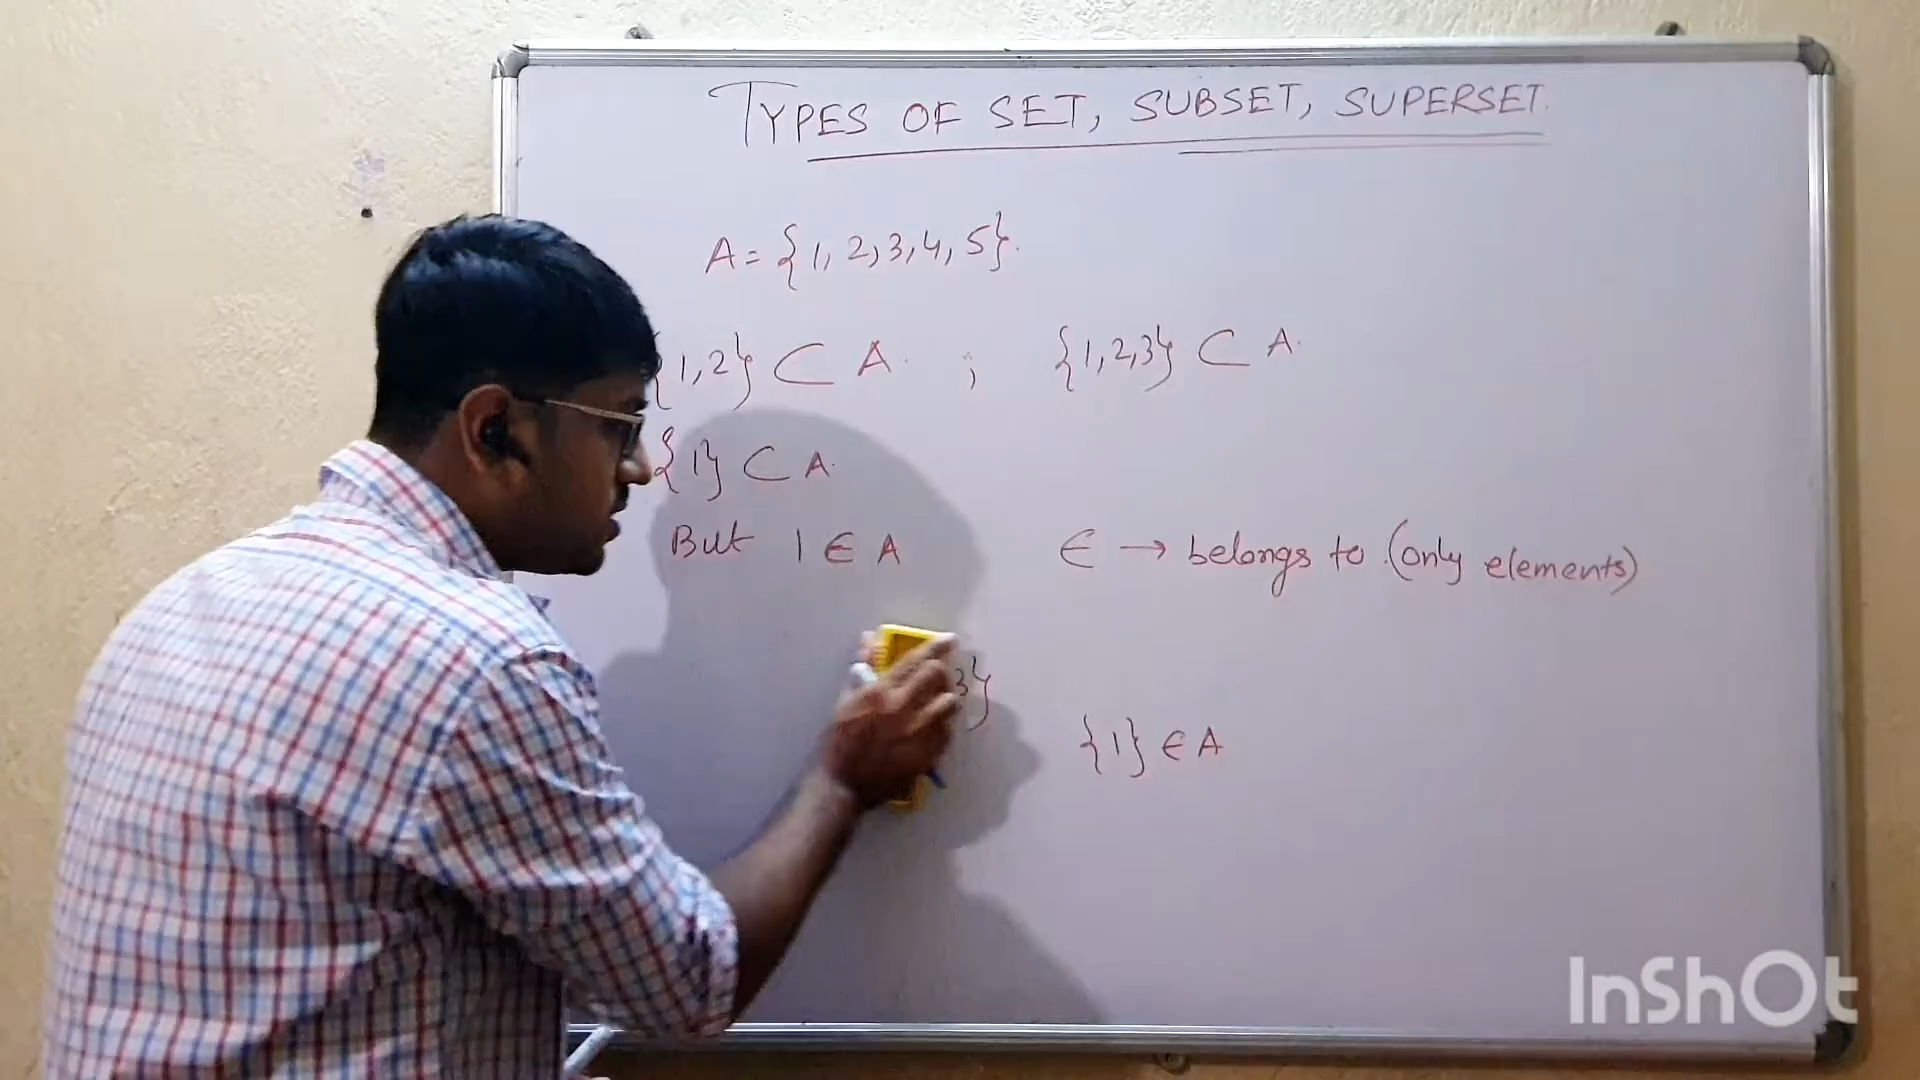 TYPES OF SET, SUBSET, SUPERSET.
A = {1, 2, 3, 4, 5}.
{1, 2} ⊂ A. ; {1, 2, 3} ⊂ A.
{1} ⊂ A.
But 1 ∈ A ∈ → belongs to. (only elements)
3}
{1} ∈ A
InShOt